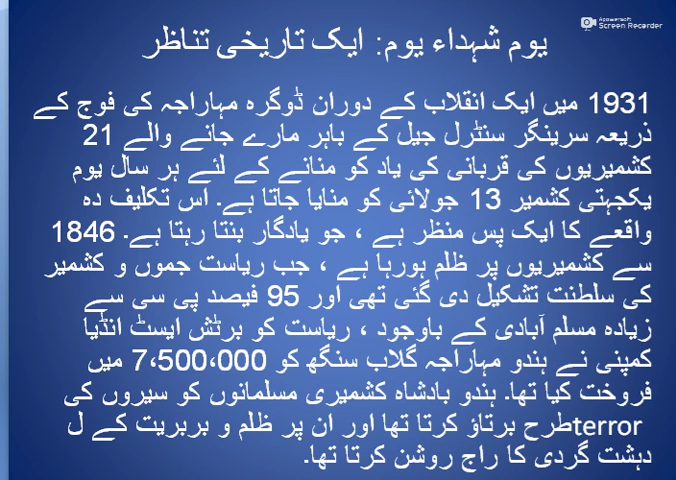 Apowersoft
Screen Recorder
یوم شہداء یوم: ایک تاریخی تناظر
1931 میں ایک انقلاب کے دوران ڈوگرہ مہاراجہ کی فوج کے
ذریعہ سرینگر سنٹرل جیل کے باہر مارے جانے والے 21
کشمیریوں کی قربانی کی یاد کو منانے کے لئے ہر سال یوم
یکجہتی کشمیر 13 جولائی کو منایا جاتا ہے۔ اس تکلیف دہ
واقعے کا ایک پس منظر ہے ، جو یادگار بنتا رہتا ہے۔ 1846
سے کشمیریوں پر ظلم ہورہا ہے ، جب ریاست جموں و کشمیر
کی سلطنت تشکیل دی گئی تھی اور 95 فیصد پی سی سے
زیادہ مسلم آبادی کے باوجود ، ریاست کو برٹش ایسٹ انڈیا
کمپنی نے ہندو مہاراجہ گلاب سنگھ کو 7،500،000 میں
فروخت کیا تھا۔ ہندو بادشاہ کشمیری مسلمانوں کو سیروں کی
طرح برتاؤ کرتا تھا اور ان پر ظلم و بربریت کے ل terror
دہشت گردی کا راج روشن کرتا تھا۔